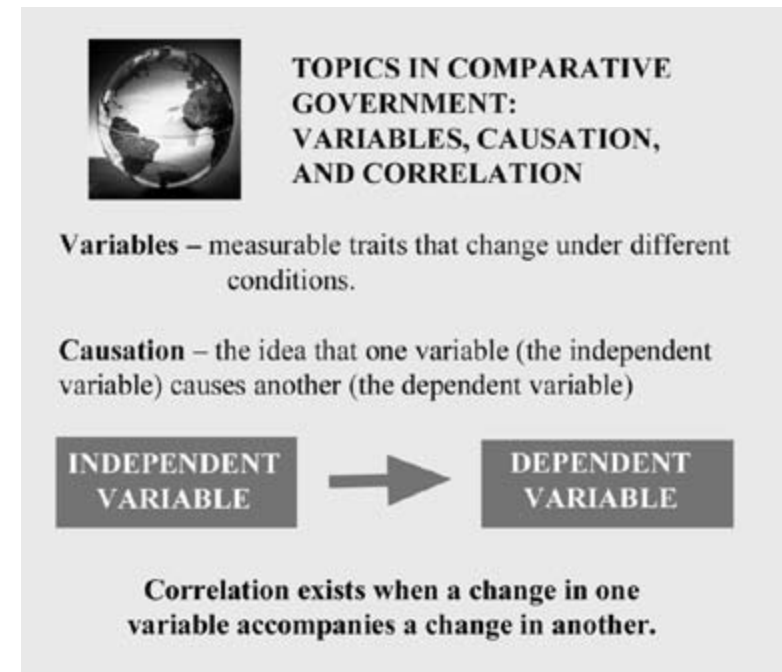 TOPICS IN COMPARATIVE
GOVERNMENT:
VARIABLES, CAUSATION,
AND CORRELATION
Variables – measurable traits that change under different
conditions.
Causation – the idea that one variable (the independent
variable) causes another (the dependent variable)
INDEPENDENT
VARIABLE
DEPENDENT
VARIABLE
Correlation exists when a change in one
variable accompanies a change in another.